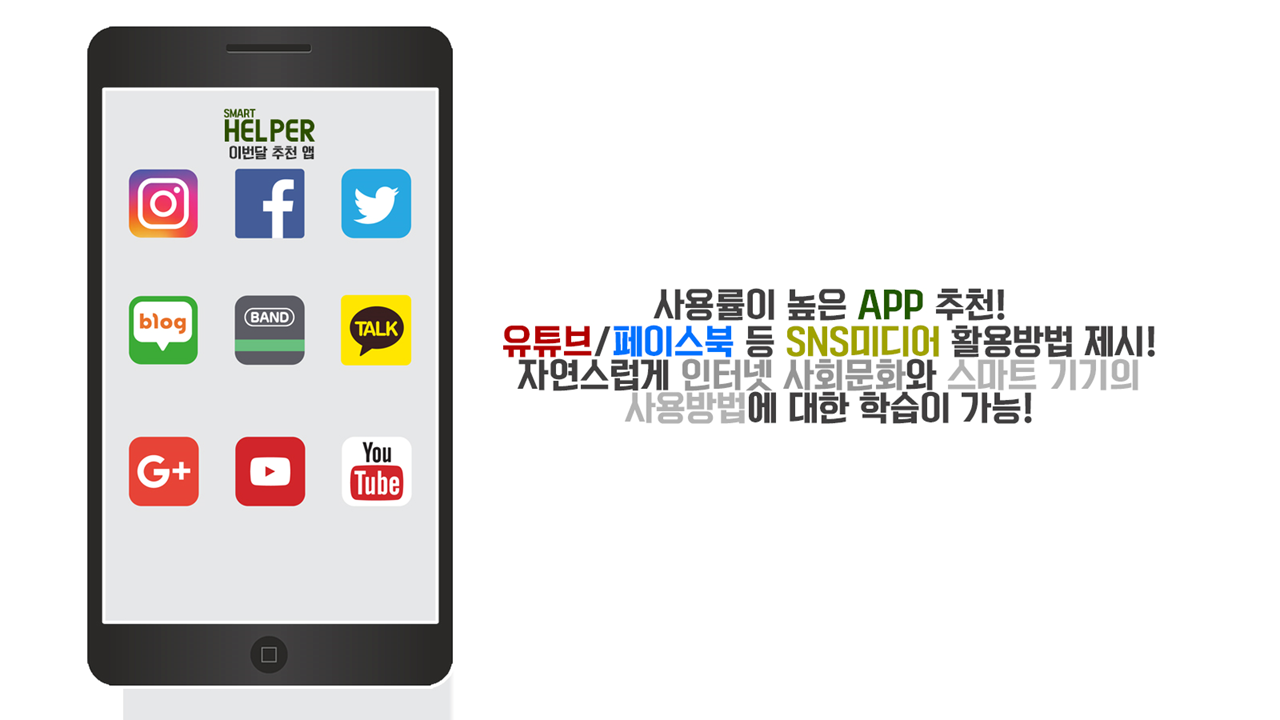 SMART
HELPER
이번달 추천 앱
blog
BAND
TALK
G+
You
Tube
사용률이 높은 APP 추천!
유튜브/페이스북 등 SNS미디어 활용방법 제시!
자연스럽게 인터넷 사회문화와 스마트 기기의
사용방법에 대한 학습이 가능!